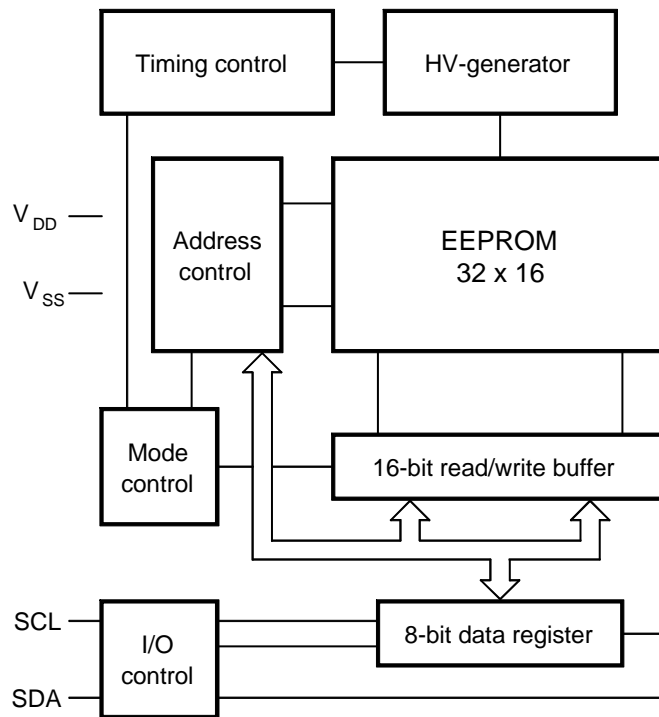 Timing control
HV-generator
V DD
V SS
Address
control
EEPROM
32 x 16
Mode
control
16-bit read/write buffer
SCL
SDA
I/O
control
8-bit data register